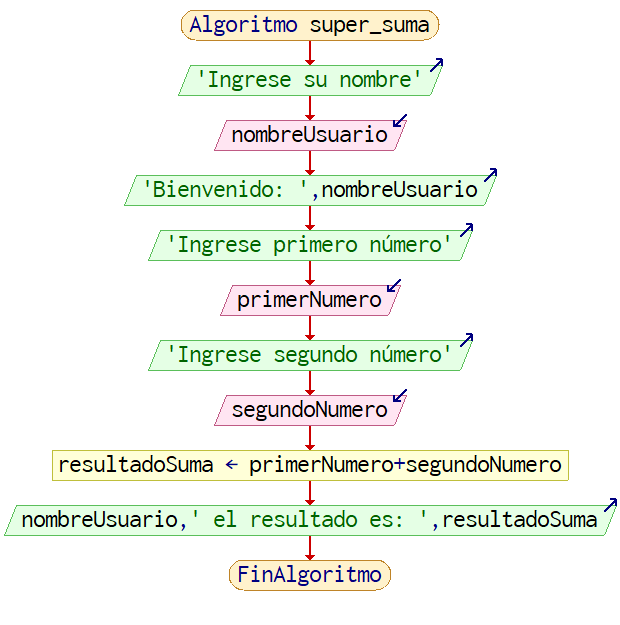 Algoritmo super_suma
'Ingrese su nombre'
nombreUsuario
'Bienvenido: ',nombreUsuario
'Ingrese primero número'
primerNumero
'Ingrese segundo número'
segundoNumero
resultadoSuma ← primerNumero+segundoNumero
nombreUsuario,' el resultado es: ',resultadoSuma
FinAlgoritmo